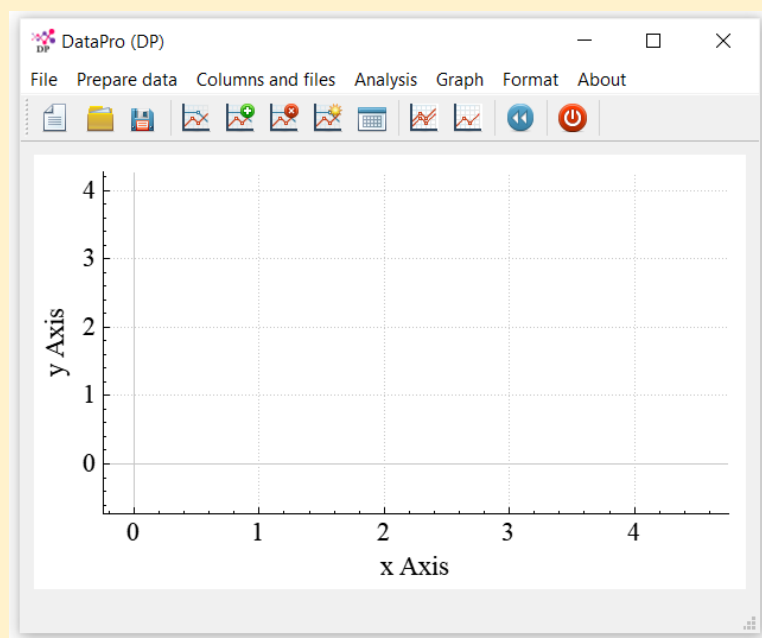 DP DataPro (DP)
File Prepare data Columns and files Analysis Graph Format About
4
3
2
1
0
y Axis
0 1 2 3 4
x Axis